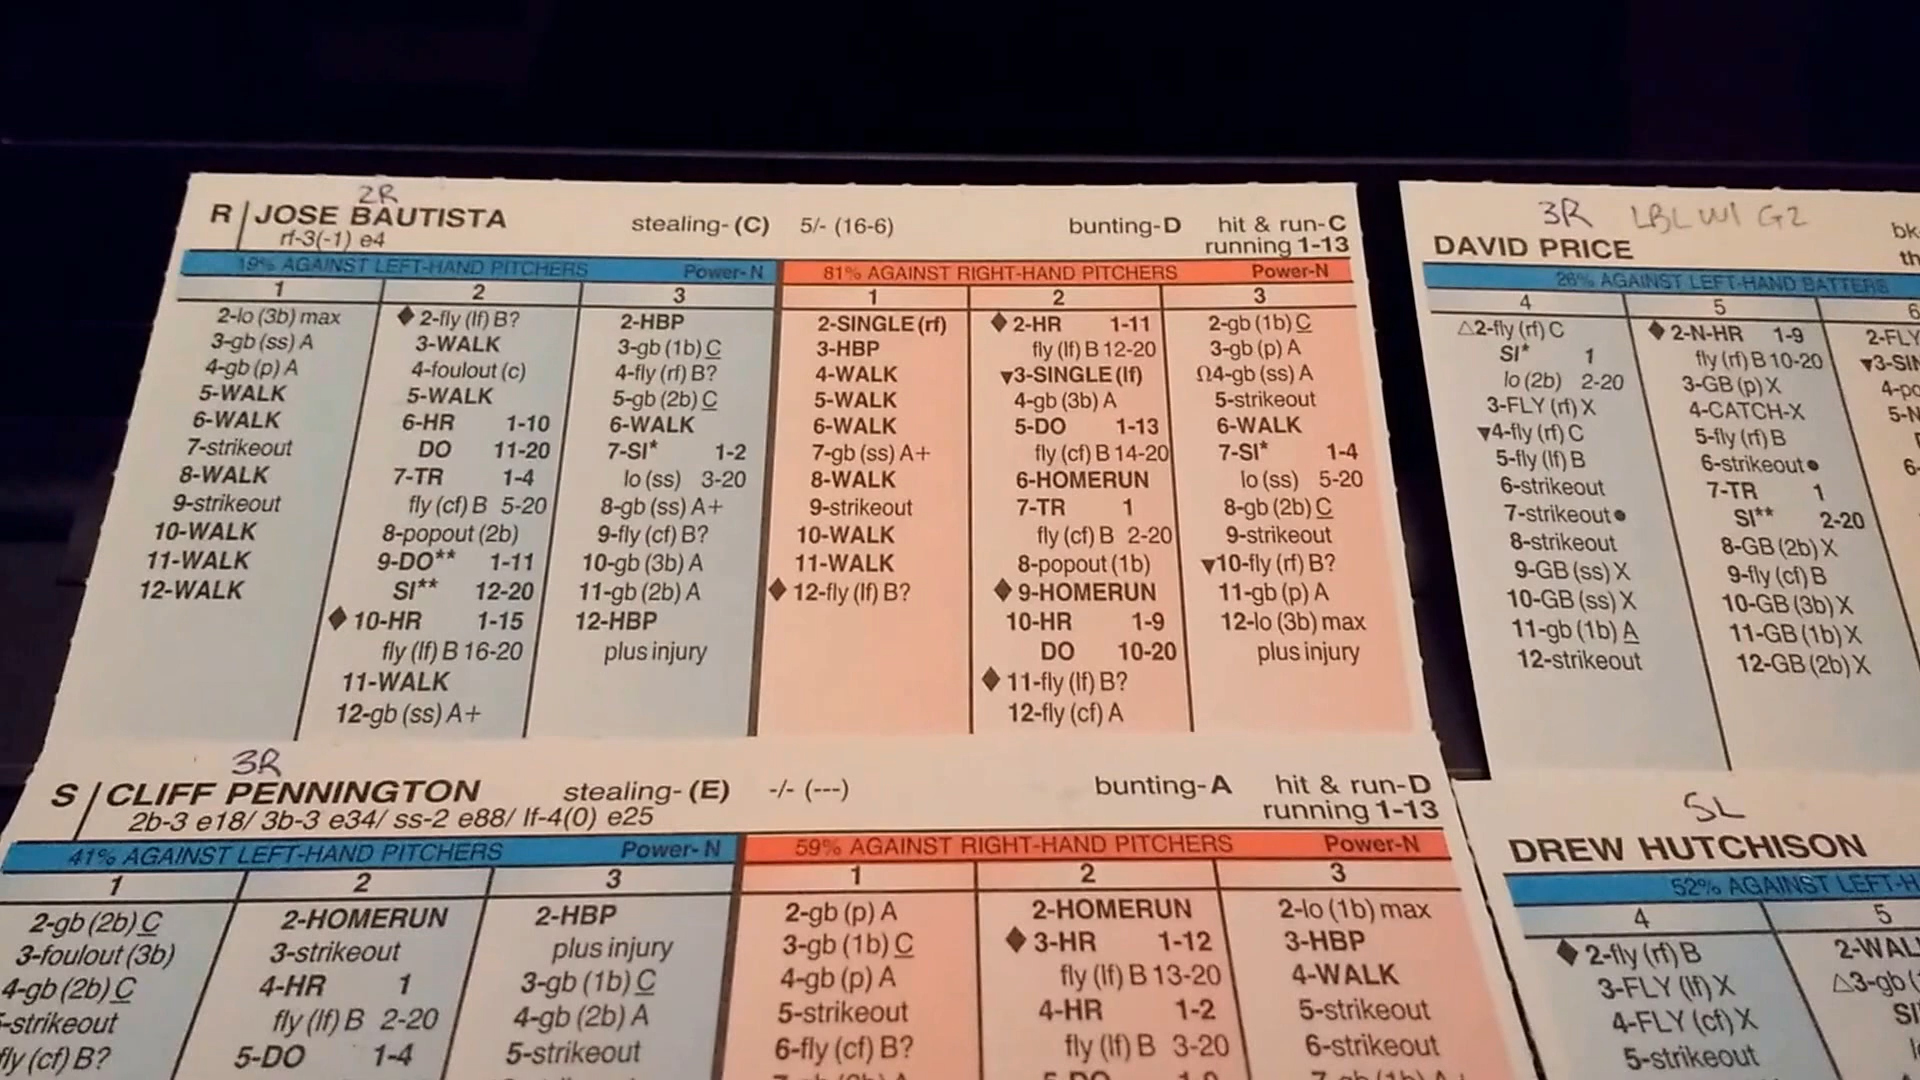 2R
R JOSE BAUTISTA stealing- (C) 5/- (16-6) bunting-D hit & run-C
rf-3(-1) e4 running 1-13
19% AGAINST LEFT-HAND PITCHERS Power-N
1 2 3
2-lo (3b) max ◆ 2-fly (lf) B? 2-HBP
3-gb (ss) A 3-WALK 3-gb (1b) C
4-gb (p) A 4-foulout (c) 4-fly (rf) B?
5-WALK 5-WALK 5-gb (2b) C
6-WALK 6-HR 1-10 6-WALK
7-strikeout DO 11-20 7-SI* 1-2
8-WALK 7-TR 1-4 lo (ss) 3-20
9-strikeout fly (cf) B 5-20 8-gb (ss) A+
10-WALK 8-popout (2b) 9-fly (cf) B?
11-WALK 9-DO** 1-11 10-gb (3b) A
12-WALK SI** 12-20 11-gb (2b) A
◆ 10-HR 1-15 12-HBP
fly (lf) B 16-20 plus injury
11-WALK
12-gb (ss) A+
81% AGAINST RIGHT-HAND PITCHERS Power-N
1 2 3
2-SINGLE (rf) ◆ 2-HR 1-11 2-gb (1b) C
3-HBP fly (lf) B 12-20 3-gb (p) A
4-WALK ▼3-SINGLE (lf) Ω4-gb (ss) A
5-WALK 4-gb (3b) A 5-strikeout
6-WALK 5-DO 1-13 6-WALK
7-gb (ss) A+ fly (cf) B 14-20 7-SI* 1-4
8-WALK 6-HOMERUN lo (ss) 5-20
9-strikeout 7-TR 1 8-gb (2b) C
10-WALK fly (cf) B 2-20 9-strikeout
11-WALK 8-popout (1b) ▼10-fly (rf) B?
◆ 12-fly (lf) B? ◆ 9-HOMERUN 11-gb (p) A
10-HR 1-9 12-lo (3b) max
DO 10-20 plus injury
◆ 11-fly (lf) B?
12-fly (cf) A
3R LBL W1 G2
DAVID PRICE bk-
26% AGAINST LEFT-HAND BATTERS
4 5 6
△2-fly (rf) C ◆ 2-N-HR 1-9 2-FLY
SI* 1 fly (rf) B 10-20
lo (2b) 2-20 3-GB (p) X
3-FLY (rf) X 4-CATCH-X
▼4-fly (rf) C 5-fly (rf) B
5-fly (lf) B 6-strikeout●
6-strikeout 7-TR 1
7-strikeout● SI** 2-20
8-strikeout 8-GB (2b) X
9-GB (ss) X 9-fly (cf) B
10-GB (ss) X 10-GB (3b) X
11-gb (1b) A 11-GB (1b) X
12-strikeout 12-GB (2b) X
3R
S CLIFF PENNINGTON stealing- (E) -/- (---) bunting-A hit & run-D
2b-3 e18/ 3b-3 e34/ ss-2 e88/ lf-4(0) e25 running 1-13
41% AGAINST LEFT-HAND PITCHERS Power-N
1 2 3
2-gb (2b) C 2-HOMERUN 2-HBP
3-foulout (3b) 3-strikeout plus injury
4-gb (2b) C 4-HR 1 3-gb (1b) C
-strikeout fly (lf) B 2-20 4-gb (2b) A
fly (cf) B? 5-DO 1-4 5-strikeout
59% AGAINST RIGHT-HAND PITCHERS Power-N
1 2 3
2-gb (p) A 2-HOMERUN 2-lo (1b) max
3-gb (1b) C ◆ 3-HR 1-12 3-HBP
4-gb (p) A fly (lf) B 13-20 4-WALK
5-strikeout 4-HR 1-2 5-strikeout
6-fly (cf) B? fly (lf) B 3-20 6-strikeout
SL
DREW HUTCHISON
52% AGAINST LEFT-H
4 5
◆ 2-fly (rf) B 2-WAL
3-FLY (lf) X △3-gb
4-FLY (cf) X SI
5-strikeout